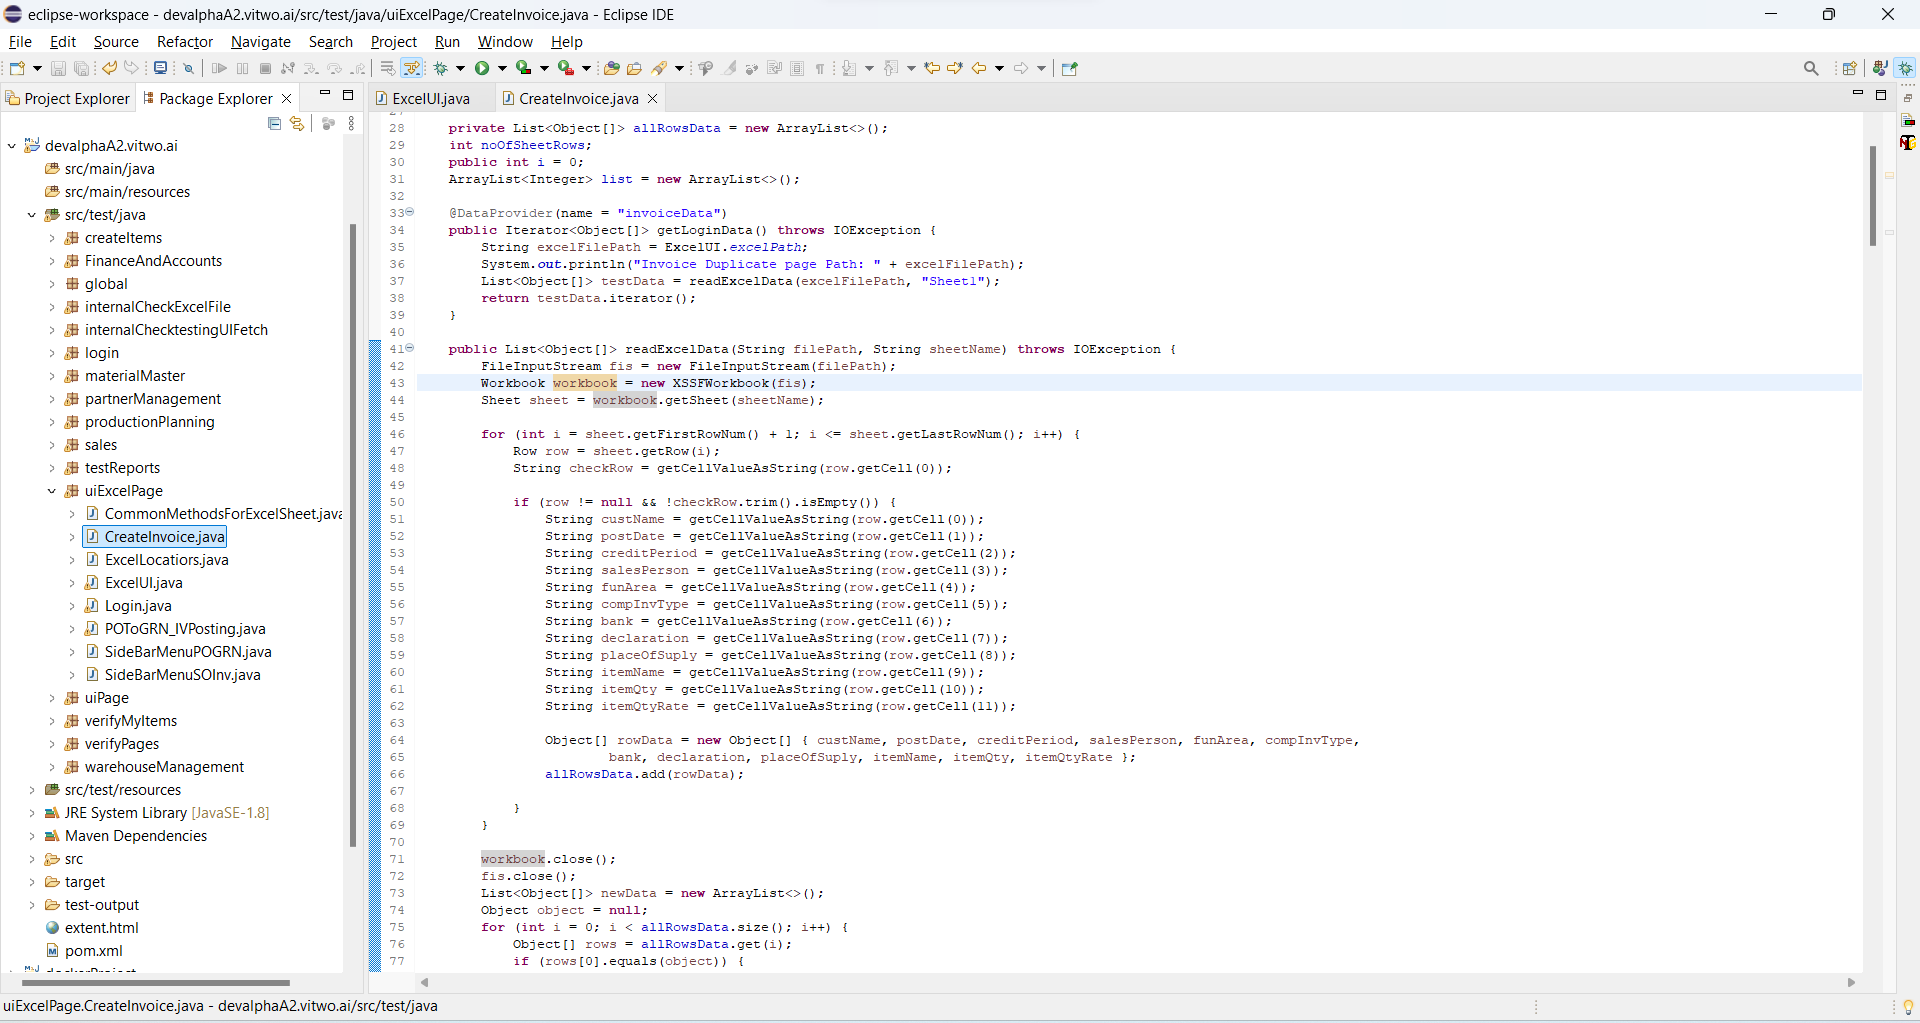 eclipse-workspace - devalphaA2.vitwo.ai/src/test/java/uiExcelPage/CreateInvoice.java - Eclipse IDE
File Edit Source Refactor Navigate Search Project Run Window Help
Project Explorer
Package Explorer
devalphaA2.vitwo.ai
src/main/java
src/main/resources
src/test/java
createItems
FinanceAndAccounts
global
internalCheckExcelFile
internalChecktestingUIFetch
login
materialMaster
partnerManagement
productionPlanning
sales
testReports
uiExcelPage
CommonMethodsForExcelSheet.java
CreateInvoice.java
ExcelLocatiors.java
ExcelUI.java
Login.java
POToGRN_IVPosting.java
SideBarMenuPOGRN.java
SideBarMenuSOInv.java
uiPage
verifyMyItems
verifyPages
warehouseManagement
src/test/resources
JRE System Library [JavaSE-1.8]
Maven Dependencies
src
target
test-output
extent.html
pom.xml
ExcelUI.java
CreateInvoice.java
28 private List<Object[]> allRowsData = new ArrayList<>();
29 int noOfSheetRows;
30 public int i = 0;
31 ArrayList<Integer> list = new ArrayList<>();
32
33 @DataProvider(name = "invoiceData")
34 public Iterator<Object[]> getLoginData() throws IOException {
35 String excelFilePath = ExcelUI.excelPath;
36 System.out.println("Invoice Duplicate page Path: " + excelFilePath);
37 List<Object[]> testData = readExcelData(excelFilePath, "Sheet1");
38 return testData.iterator();
39 }
40
41 public List<Object[]> readExcelData(String filePath, String sheetName) throws IOException {
42 FileInputStream fis = new FileInputStream(filePath);
43 Workbook workbook = new XSSFWorkbook(fis);
44 Sheet sheet = workbook.getSheet(sheetName);
45
46 for (int i = sheet.getFirstRowNum() + 1; i <= sheet.getLastRowNum(); i++) {
47 Row row = sheet.getRow(i);
48 String checkRow = getCellValueAsString(row.getCell(0));
49
50 if (row != null && !checkRow.trim().isEmpty()) {
51 String custName = getCellValueAsString(row.getCell(0));
52 String postDate = getCellValueAsString(row.getCell(1));
53 String creditPeriod = getCellValueAsString(row.getCell(2));
54 String salesPerson = getCellValueAsString(row.getCell(3));
55 String funArea = getCellValueAsString(row.getCell(4));
56 String compInvType = getCellValueAsString(row.getCell(5));
57 String bank = getCellValueAsString(row.getCell(6));
58 String declaration = getCellValueAsString(row.getCell(7));
59 String placeOfSuply = getCellValueAsString(row.getCell(8));
60 String itemName = getCellValueAsString(row.getCell(9));
61 String itemQty = getCellValueAsString(row.getCell(10));
62 String itemQtyRate = getCellValueAsString(row.getCell(11));
63
64 Object[] rowData = new Object[] { custName, postDate, creditPeriod, salesPerson, funArea, compInvType,
65 bank, declaration, placeOfSuply, itemName, itemQty, itemQtyRate };
66 allRowsData.add(rowData);
67
68 }
69 }
70
71 workbook.close();
72 fis.close();
73 List<Object[]> newData = new ArrayList<>();
74 Object object = null;
75 for (int i = 0; i < allRowsData.size(); i++) {
76 Object[] rows = allRowsData.get(i);
77 if (rows[0].equals(object)) {
uiExcelPage.CreateInvoice.java - devalphaA2.vitwo.ai/src/test/java